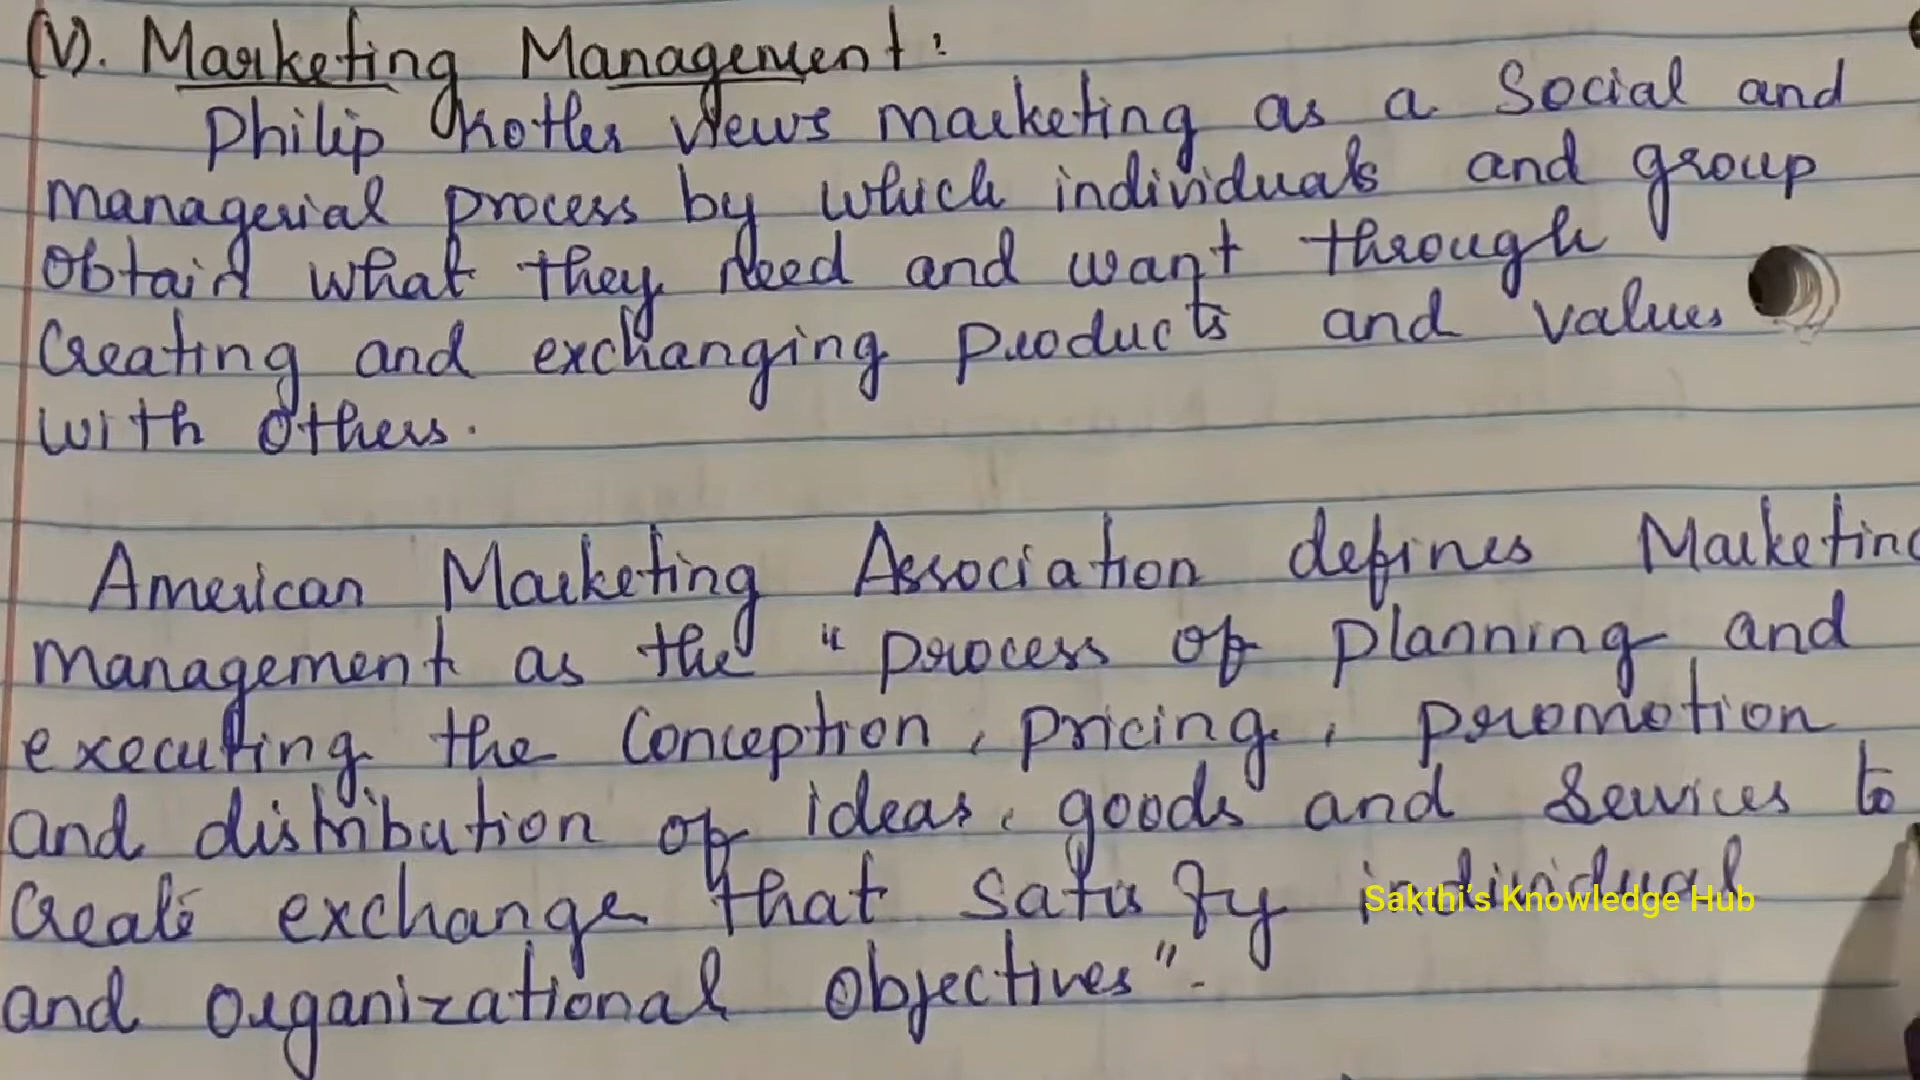 (V). Marketing Management:
Philip Kotler views marketing as a Social and
managerial process by which individuals and group
obtain what they need and want through
Creating and exchanging products and values
with others.
American Marketing Association defines Marketing
management as the "process of planning and
executing the Conception, pricing, promotion
and distribution of ideas, goods and Services to
Create exchange that satisfy individual
Sakthi's Knowledge Hub
and Organizational Objectives".